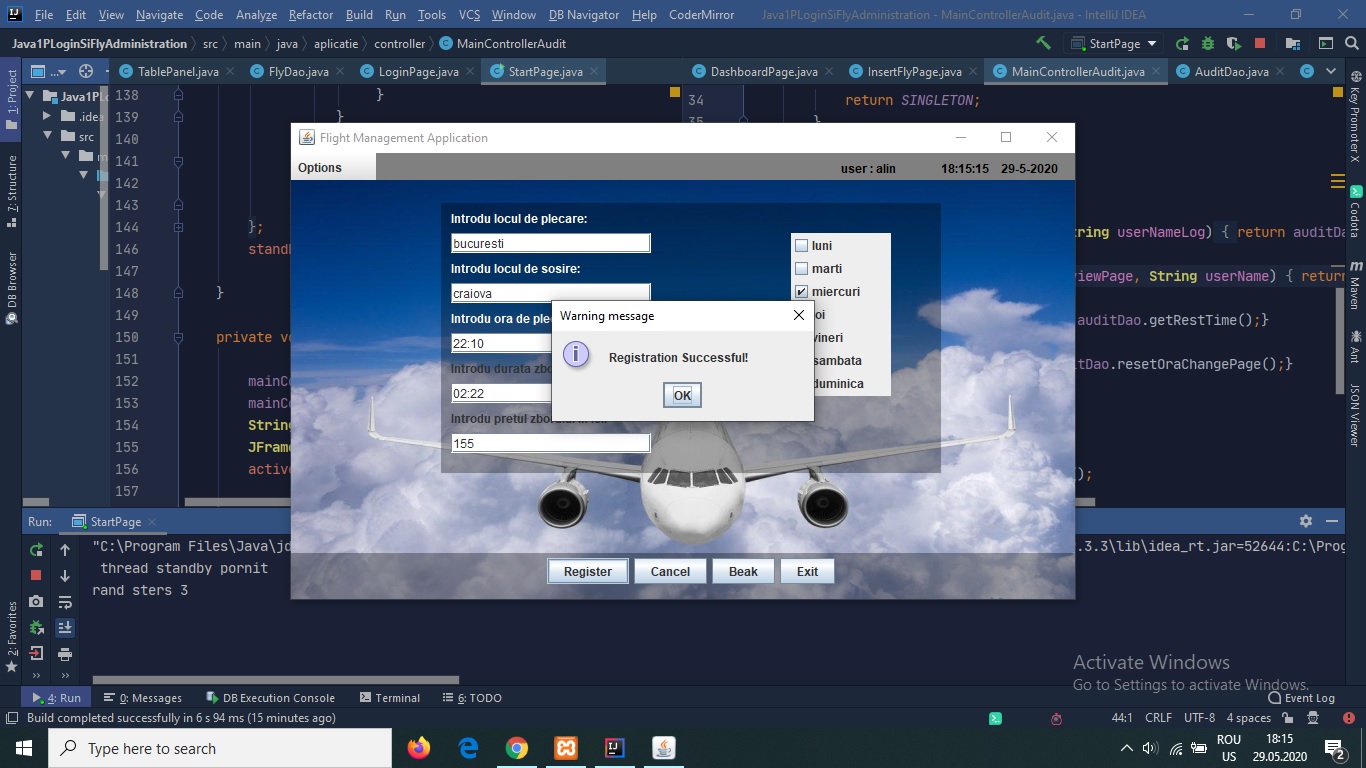 File Edit View Navigate Code Analyze Refactor Build Run Tools VCS Window DB Navigator Help CoderMirror Java1PLoginSiFlyAdministration - MainControllerAudit.java - IntelliJ IDEA
Java1PLoginSiFlyAdministration src main java aplicatie controller MainControllerAudit StartPage
1: Project
7: Structure
DB Browser
2: Favorites
TablePanel.java FlyDao.java LoginPage.java StartPage.java DashboardPage.java InsertFlyPage.java MainControllerAudit.java AuditDao.java
Java1PLo
.idea
src
138 }
139 }
140
141
142
143
144 };
146 standb
148 }
149
150 private vo
151
152 mainCo
153 mainCo
154 String
155 JFrame
156 active
157
34 return SINGLETON;
35 }
tring userNameLog) { return auditDa
viewPage, String userName) { return
auditDao.getRestTime();}
tDao.resetOraChangePage();}
);
Key Promoter X
Codota
Maven
Ant
JSON Viewer
Flight Management Application
Options user : alin 18:15:15 29-5-2020
Introdu locul de plecare:
bucuresti
Introdu locul de sosire:
craiova
Introdu ora de plec
22:10
Introdu durata zbo
02:22
Introdu pretul
155
luni
marti
miercuri
oi
vineri
sambata
duminica
Warning message
Registration Successful!
OK
Register Cancel Beak Exit
Run: StartPage
"C:\Program Files\Java\jd .3.3\lib\idea_rt.jar=52644:C:\Prog
thread standby pornit
rand sters 3
Activate Windows
Go to Settings to activate Windows.
4: Run 0: Messages DB Execution Console Terminal 6: TODO Event Log
Build completed successfully in 6 s 94 ms (15 minutes ago) 44:1 CRLF UTF-8 4 spaces
Type here to search
ROU
US
18:15
29.05.2020
2